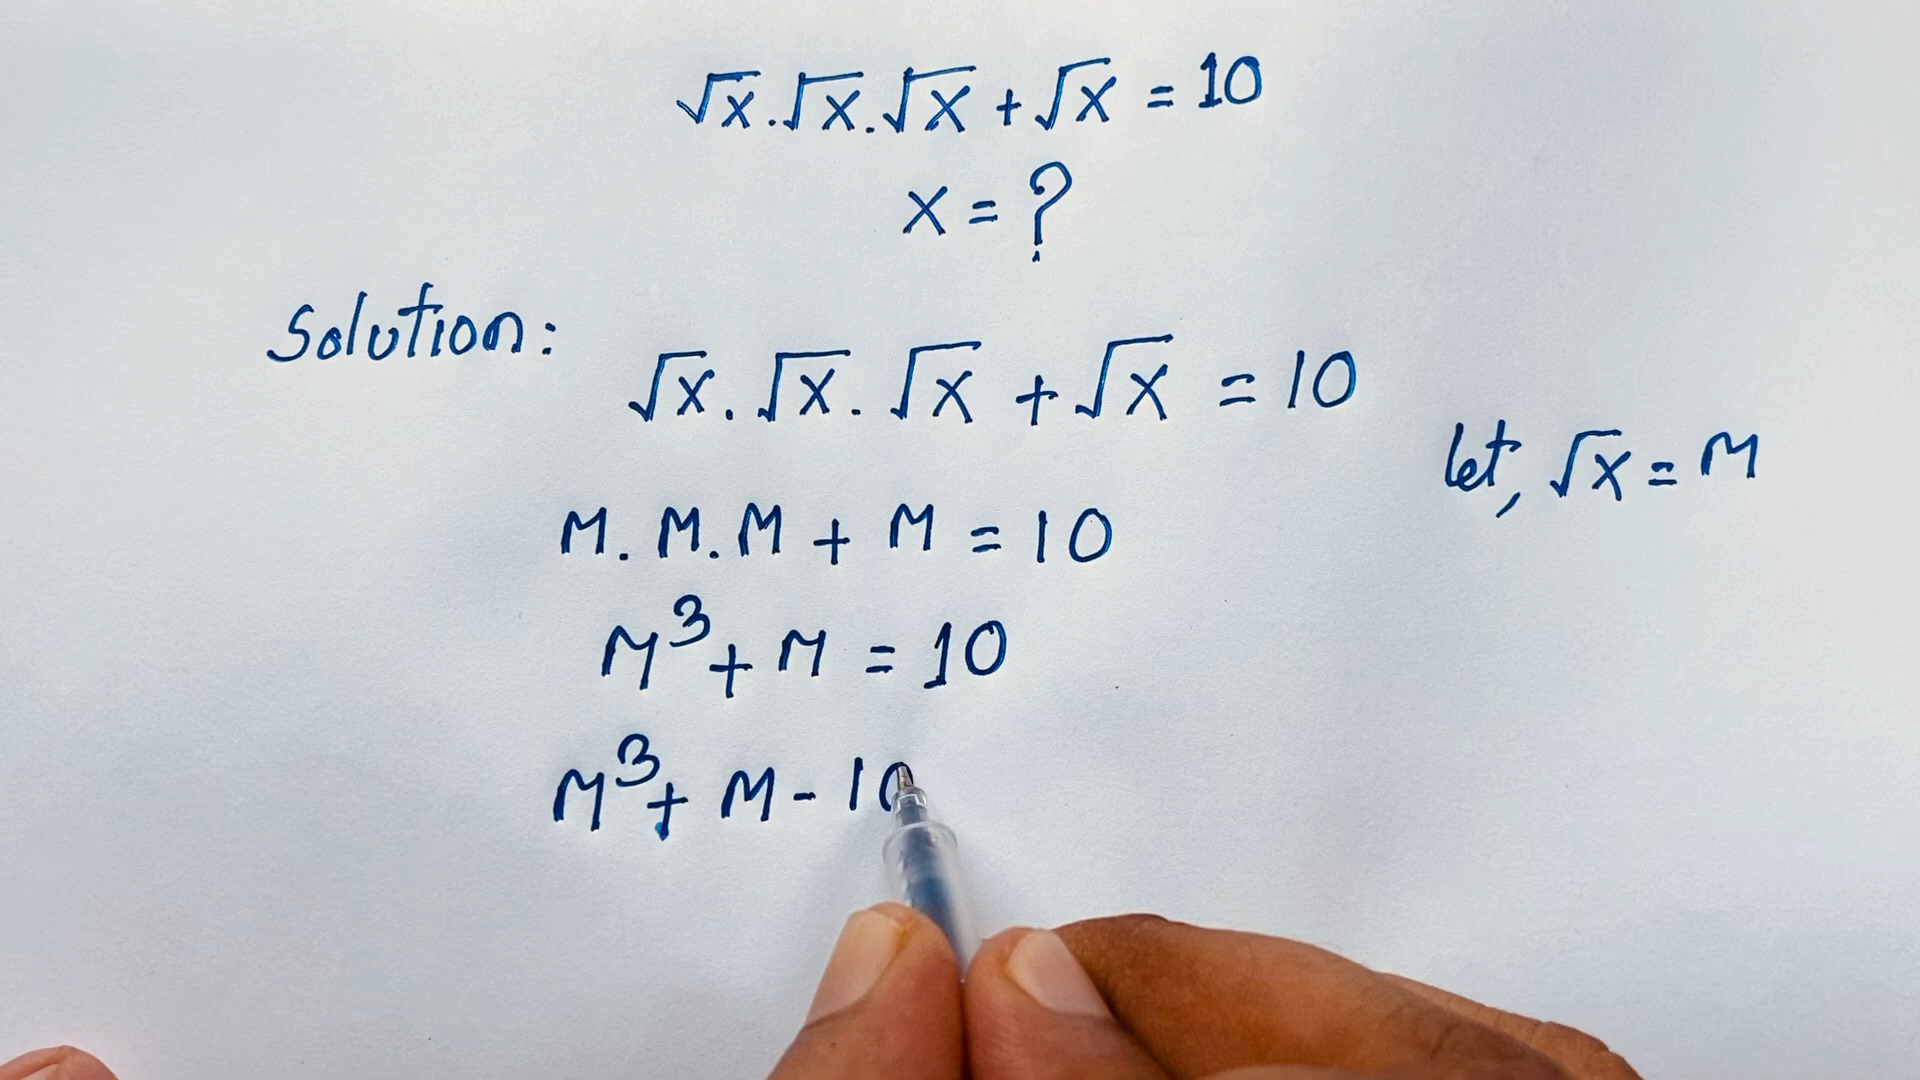 √x.√x.√x + √x = 10
x = ?
Solution:
√x.√x.√x + √x = 10
let, √x = M
M.M.M + M = 10
M³ + M = 10
M³ + M - 10